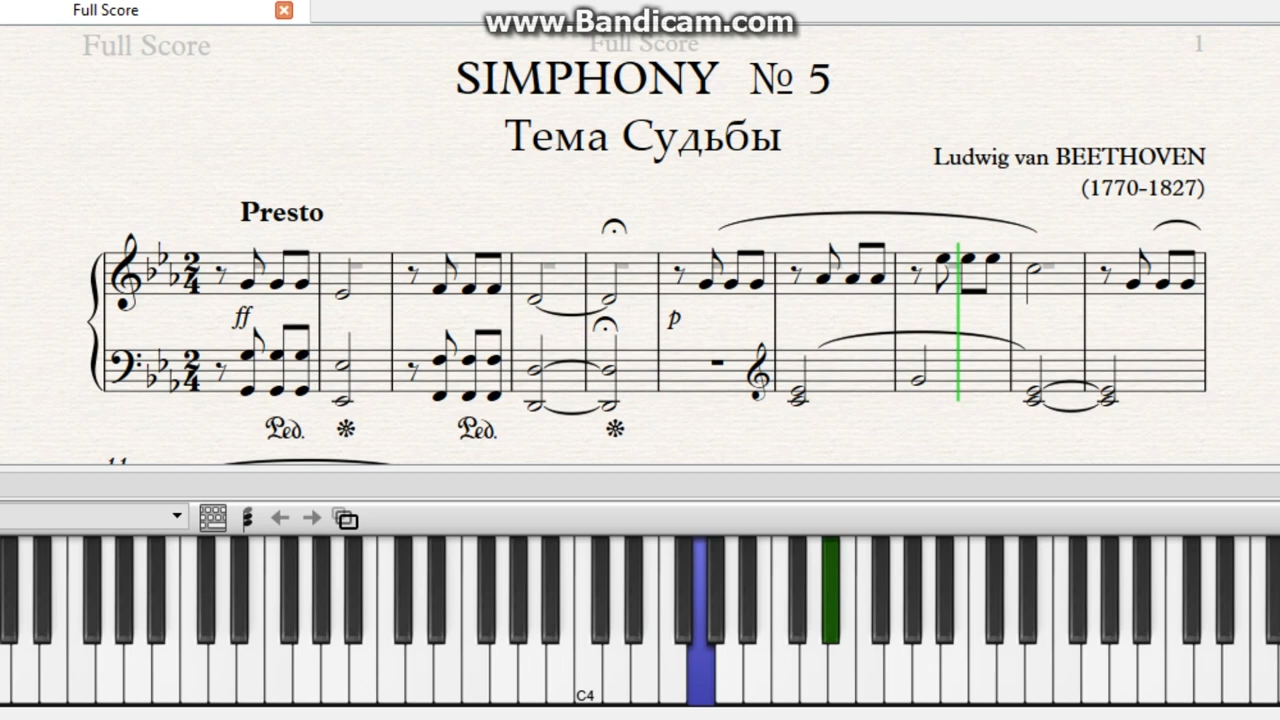 Full Score
www.Bandicam.com
Full Score
Full Score
1
SIMPHONY № 5
Тема Судьбы
Ludwig van BEETHOVEN
(1770-1827)
Presto
ff
p
Ped.
Ped.
11
C4